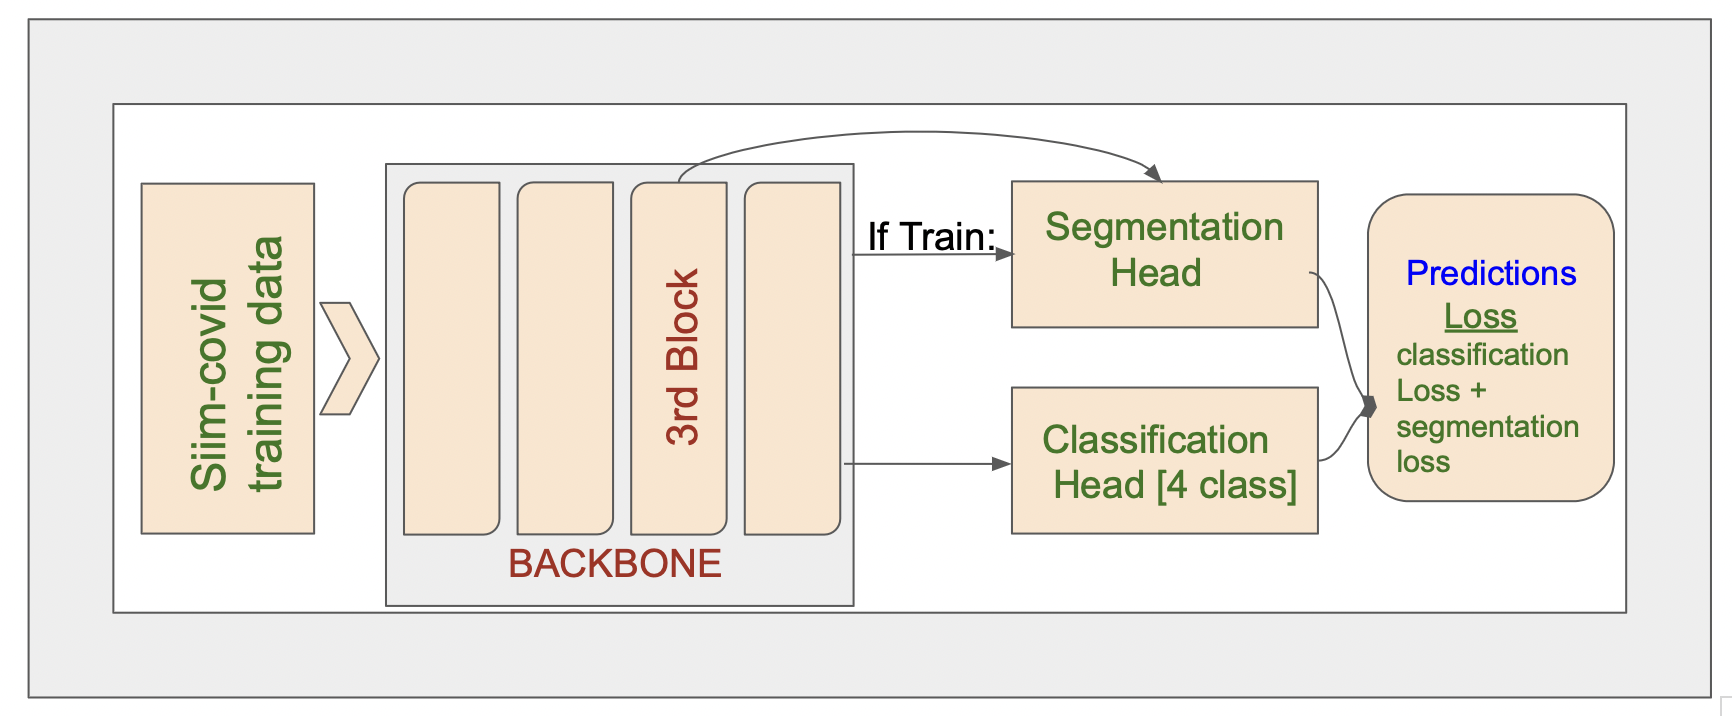 Siim-covid
training data
3rd Block
BACKBONE
If Train:
Segmentation
Head
Classification
Head [4 class]
Predictions
Loss
classification
Loss +
segmentation
loss